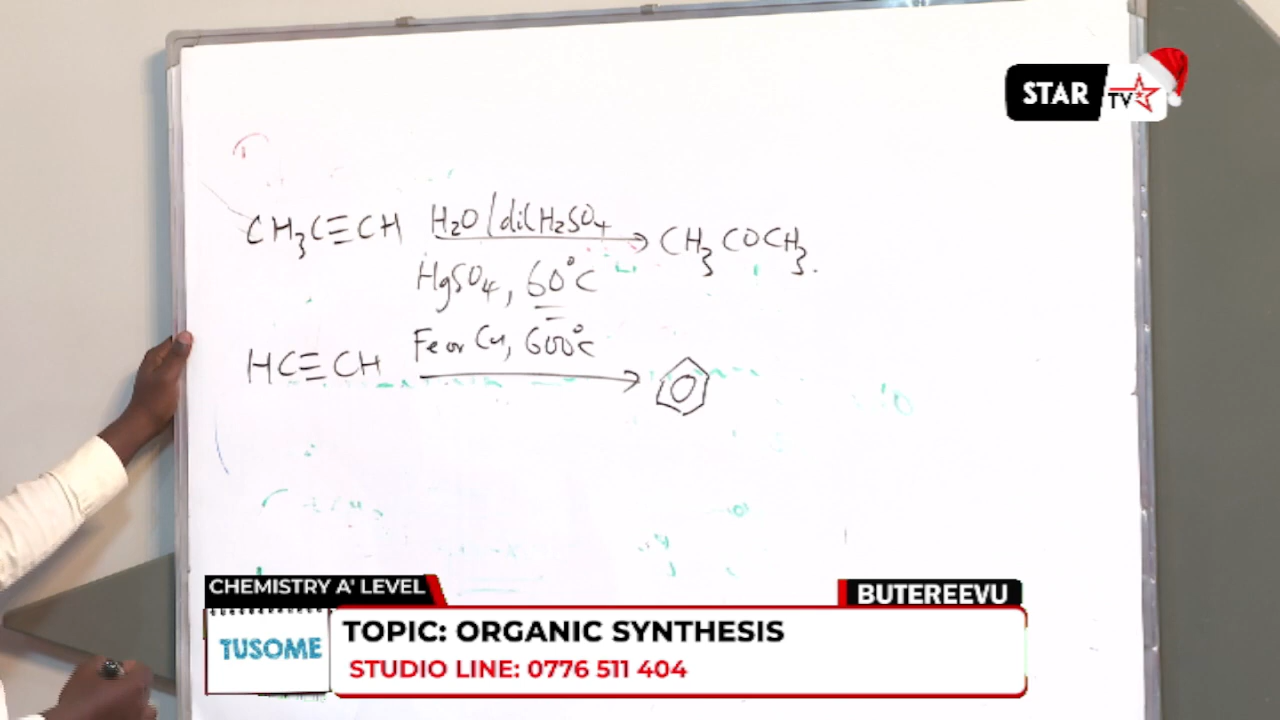 STAR TV
CH₃C≡CH H₂O/dil H₂SO₄ → CH₃COCH₃.
HgSO₄, 60°C
HC≡CH Fe or Cu, 600°C →
CHEMISTRY A' LEVEL
BUTEREEVU
TUSOME
TOPIC: ORGANIC SYNTHESIS
STUDIO LINE: 0776 511 404